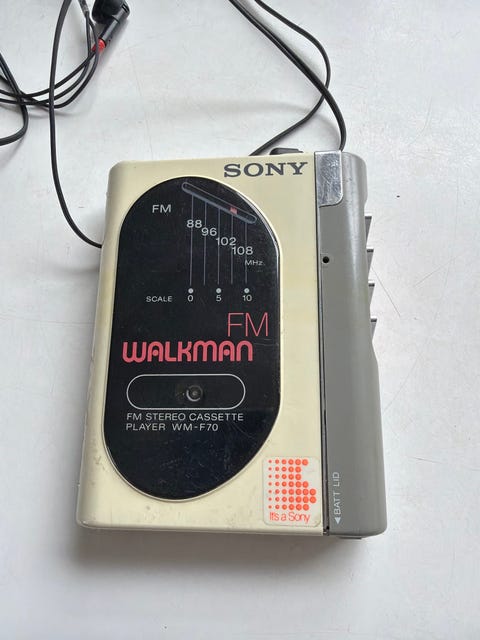 SONY
FM
88
96
102
108
MHz
SCALE 0 5 10
FM
WALKMAN
FM STEREO CASSETTE
PLAYER WM-F70
It's a Sony
◄BATT LID